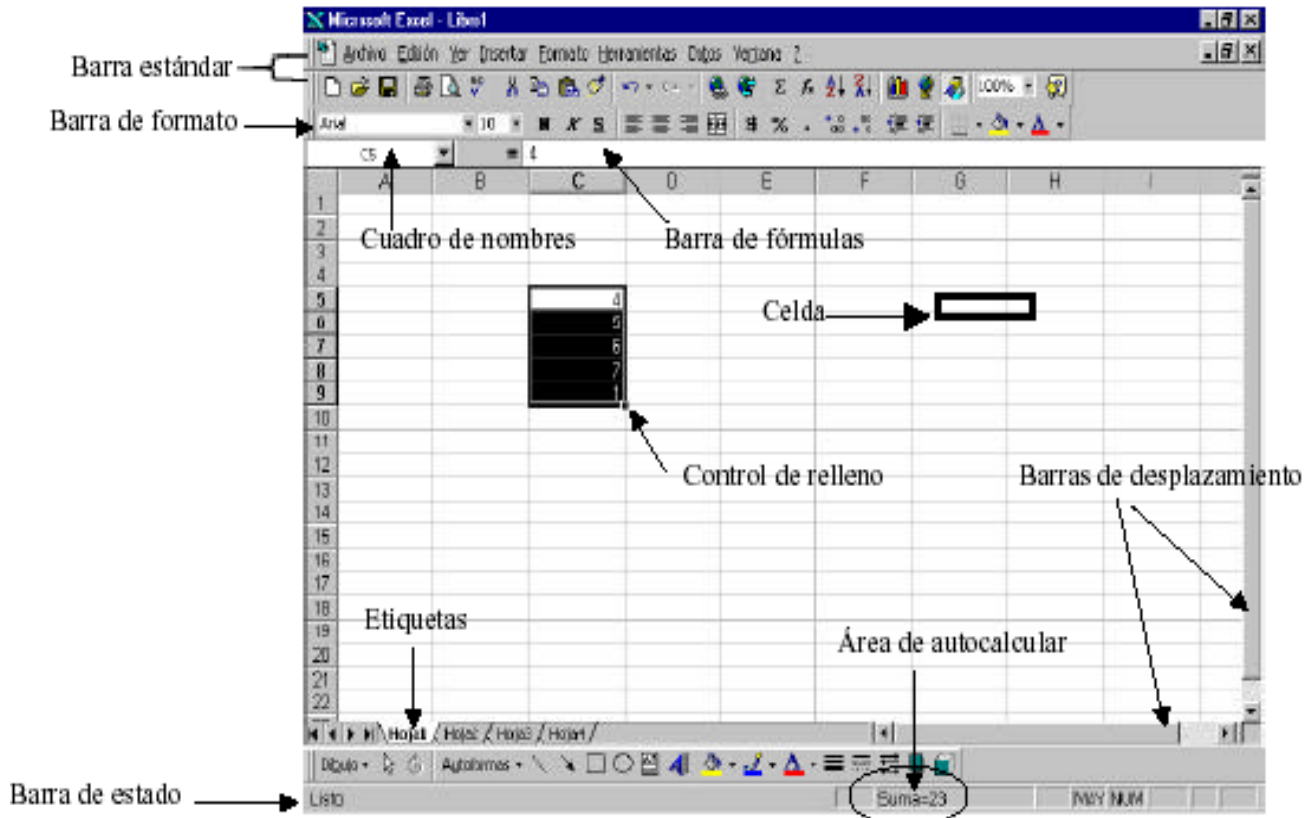 Microsoft Excel - Libro1
Archivo Edición Ver Insertar Formato Herramientas Datos Ventana ?
Barra estándar
100%
Barra de formato
Arial 10 N K S $ %
C5 = 4
A B C D E F G H I
1
2
Cuadro de nombres Barra de fórmulas
3
4
5 4
Celda
6 5
7 6
8 7
9 1
10
11
12
Control de relleno Barras de desplazamiento
13
14
15
16
17
18
Etiquetas
19
Área de autocalcular
20
21
22
Hoja1 Hoja2 Hoja3 Hoja4
Dibujo Autoformas
Barra de estado
Listo Suma=23 MAY NUM